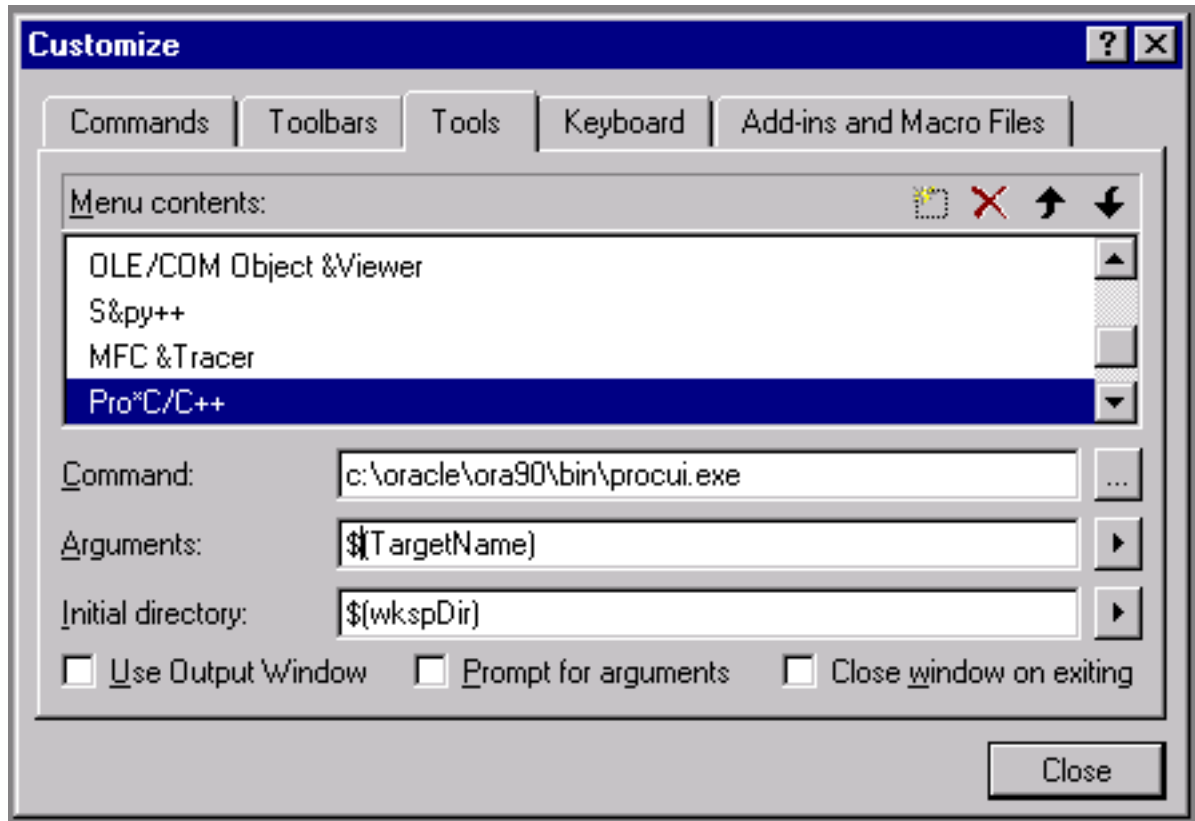 Customize
Commands Toolbars Tools Keyboard Add-ins and Macro Files
Menu contents:
OLE/COM Object &Viewer
S&py++
MFC &Tracer
Pro*C/C++
Command: c:\oracle\ora90\bin\procui.exe ...
Arguments: $(TargetName)
Initial directory: $(wkspDir)
Use Output Window Prompt for arguments Close window on exiting
Close